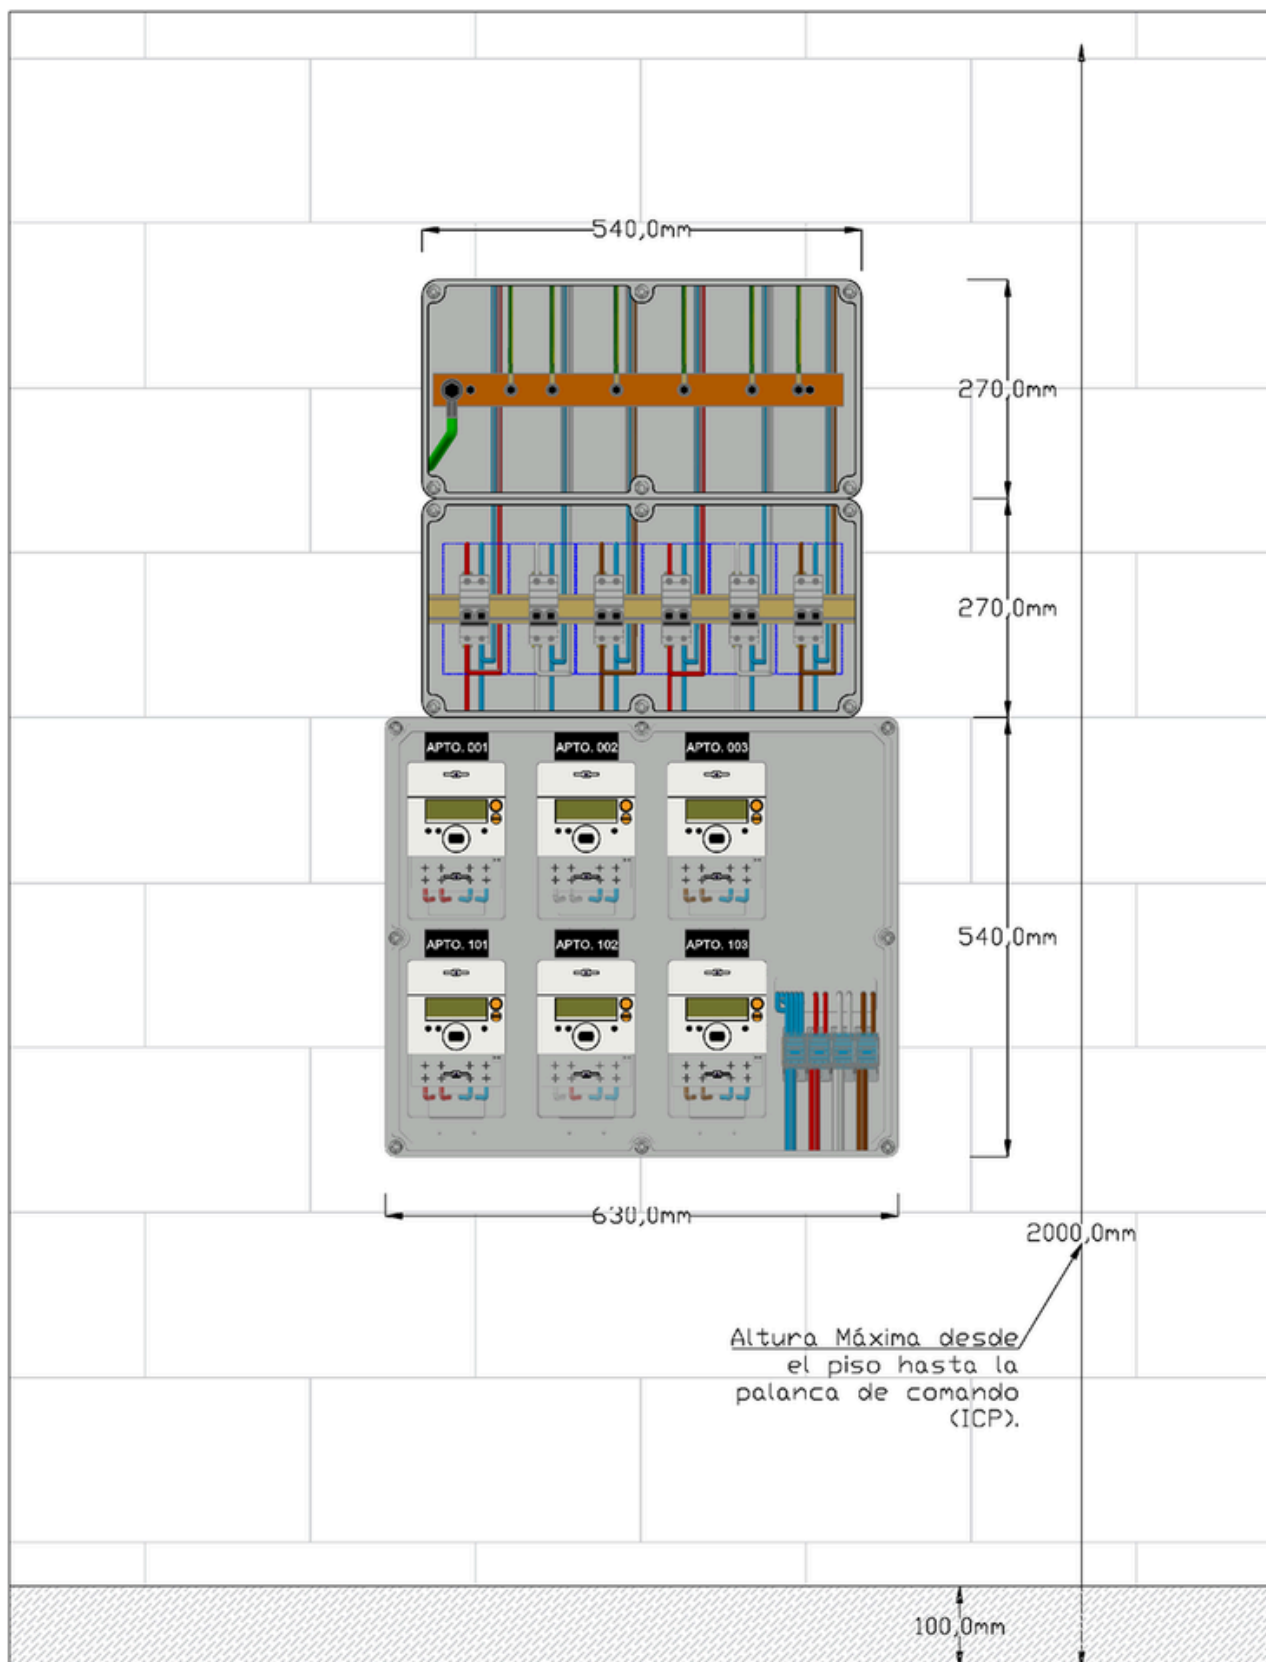 540,0mm
270,0mm
270,0mm
APTO. 001
APTO. 002
APTO. 003
540,0mm
APTO. 101
APTO. 102
APTO. 103
630,0mm
2000,0mm
Altura Máxima desde
el piso hasta la
palanca de comando
(ICP).
100,0mm